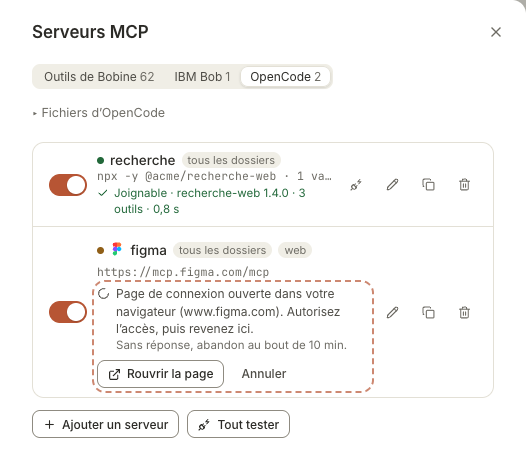 Serveurs MCP
Outils de Bobine 62
IBM Bob 1
OpenCode 2
Fichiers d’OpenCode
recherche tous les dossiers
npx -y @acme/recherche-web · 1 va…
Joignable · recherche-web 1.4.0 · 3
outils · 0,8 s
figma tous les dossiers web
https://mcp.figma.com/mcp
Page de connexion ouverte dans votre
navigateur (www.figma.com). Autorisez
l’accès, puis revenez ici.
Sans réponse, abandon au bout de 10 min.
Rouvrir la page Annuler
Ajouter un serveur Tout tester